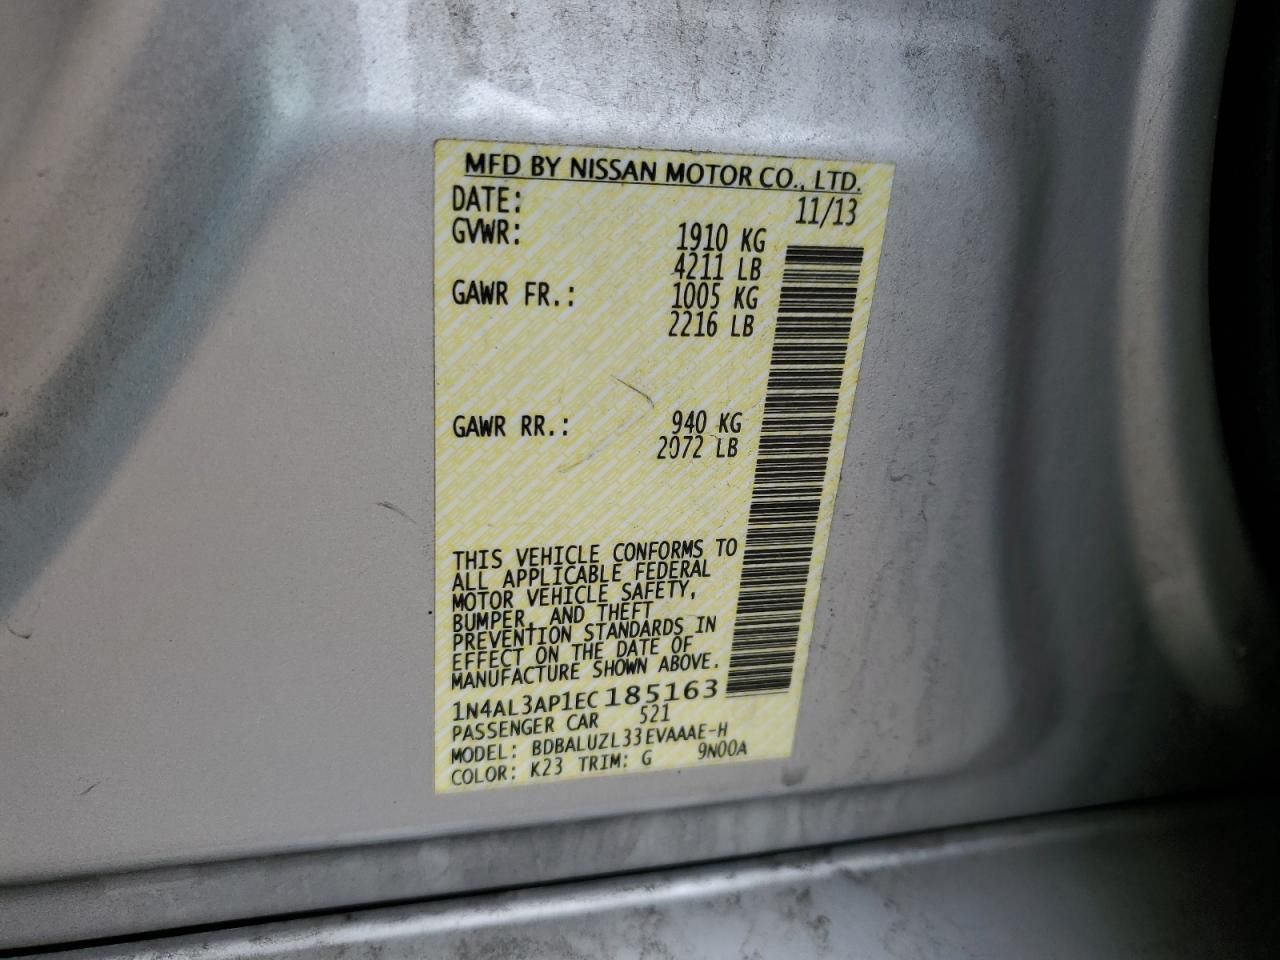 MFD BY NISSAN MOTOR CO., LTD.
DATE: 11/13
GVWR: 1910 KG
4211 LB
GAWR FR.: 1005 KG
2216 LB
GAWR RR.: 940 KG
2072 LB
THIS VEHICLE CONFORMS TO
ALL APPLICABLE FEDERAL
MOTOR VEHICLE SAFETY,
BUMPER, AND THEFT
PREVENTION STANDARDS IN
EFFECT ON THE DATE OF
MANUFACTURE SHOWN ABOVE.
1N4AL3AP1EC185163
PASSENGER CAR 521
MODEL: BDBALUZL33EVAAAE-H
COLOR: K23 TRIM: G 9N00A